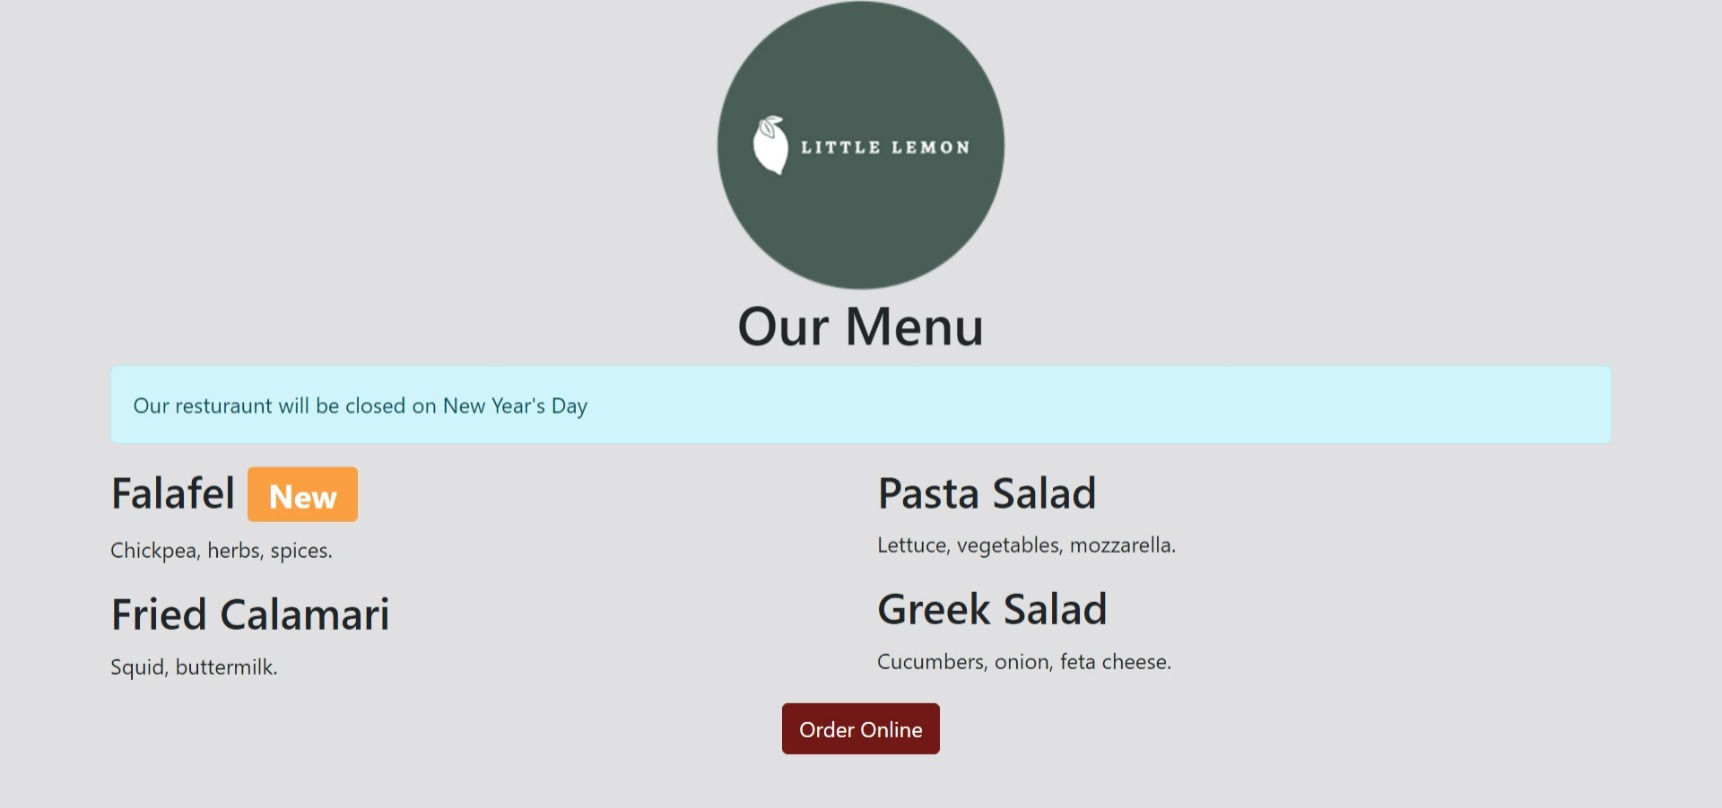 LITTLE LEMON
Our Menu
Our resturaunt will be closed on New Year's Day
Falafel New
Chickpea, herbs, spices.
Fried Calamari
Squid, buttermilk.
Pasta Salad
Lettuce, vegetables, mozzarella.
Greek Salad
Cucumbers, onion, feta cheese.
Order Online